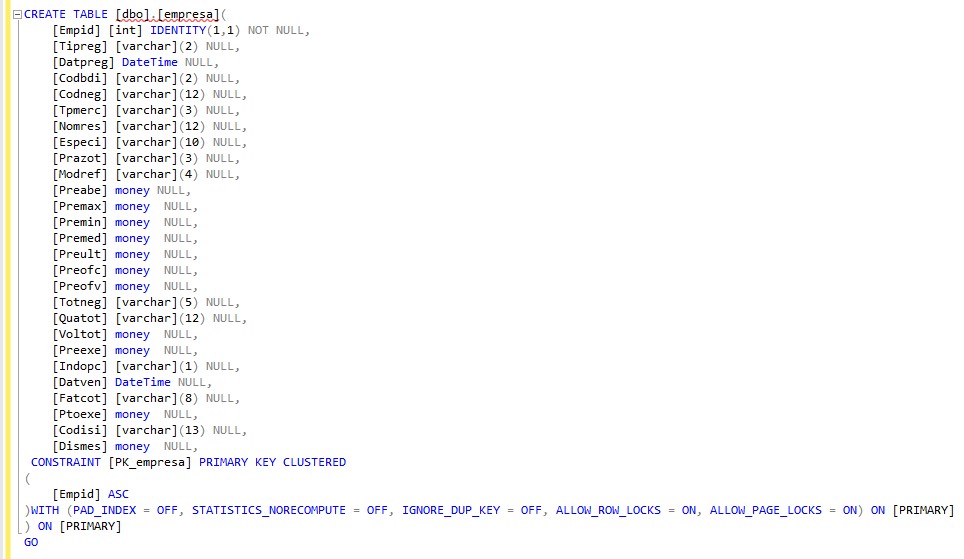 CREATE TABLE [dbo].[empresa](
[Empid] [int] IDENTITY(1,1) NOT NULL,
[Tipreg] [varchar](2) NULL,
[Datpreg] DateTime NULL,
[Codbdi] [varchar](2) NULL,
[Codneg] [varchar](12) NULL,
[Tpmerc] [varchar](3) NULL,
[Nomres] [varchar](12) NULL,
[Especi] [varchar](10) NULL,
[Prazot] [varchar](3) NULL,
[Modref] [varchar](4) NULL,
[Preabe] money NULL,
[Premax] money  NULL,
[Premin] money  NULL,
[Premed] money  NULL,
[Preult] money  NULL,
[Preofc] money  NULL,
[Preofv] money  NULL,
[Totneg] [varchar](5) NULL,
[Quatot] [varchar](12) NULL,
[Voltot] money  NULL,
[Preexe] money  NULL,
[Indopc] [varchar](1) NULL,
[Datven] DateTime NULL,
[Fatcot] [varchar](8) NULL,
[Ptoexe] money  NULL,
[Codisi] [varchar](13) NULL,
[Dismes] money  NULL,
CONSTRAINT [PK_empresa] PRIMARY KEY CLUSTERED
(
[Empid] ASC
)WITH (PAD_INDEX = OFF, STATISTICS_NORECOMPUTE = OFF, IGNORE_DUP_KEY = OFF, ALLOW_ROW_LOCKS = ON, ALLOW_PAGE_LOCKS = ON) ON [PRIMARY]
) ON [PRIMARY]
GO